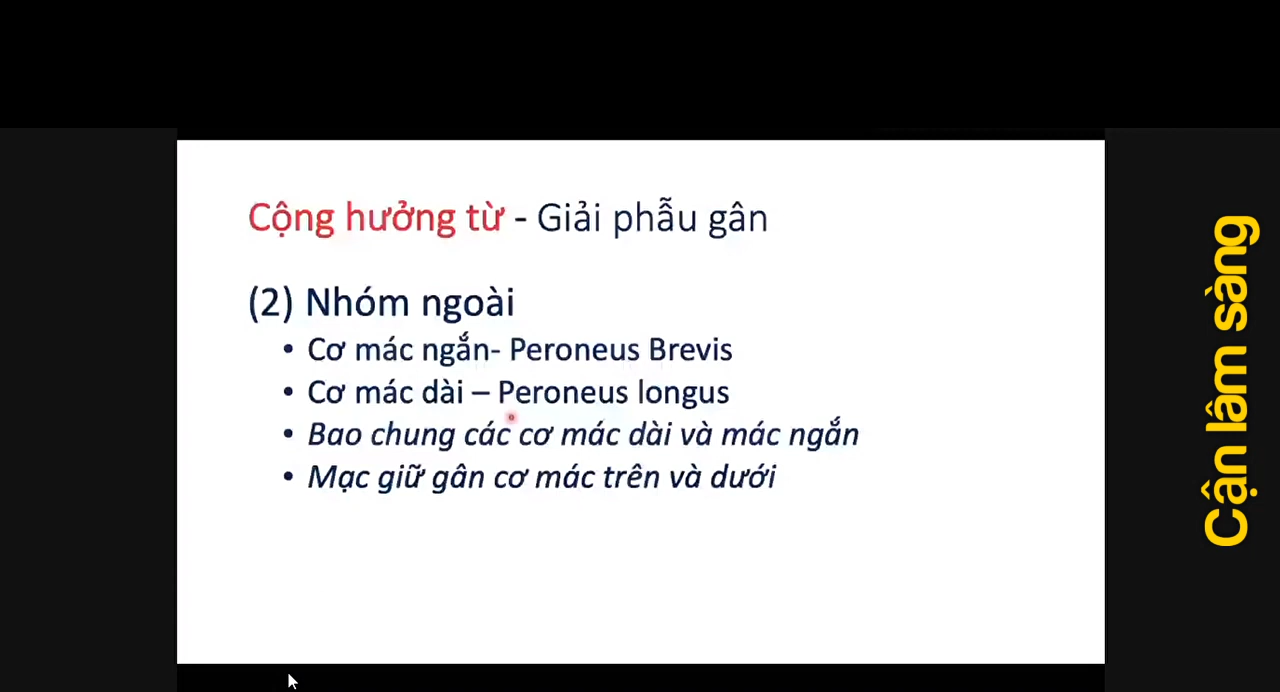 Cộng hưởng từ - Giải phẫu gân
(2) Nhóm ngoài
• Cơ mác ngắn- Peroneus Brevis
• Cơ mác dài – Peroneus longus
• Bao chung các cơ mác dài và mác ngắn
• Mạc giữ gân cơ mác trên và dưới
Cận lâm sàng